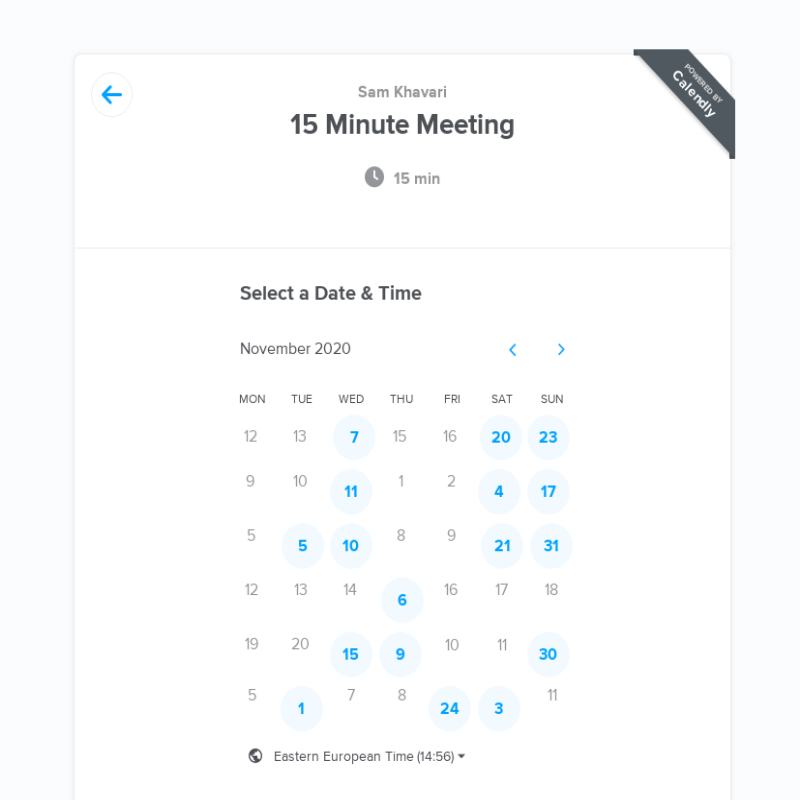 POWERED BY
Calendly
Sam Khavari
15 Minute Meeting
15 min
Select a Date & Time
November 2020
MON TUE WED THU FRI SAT SUN
12 13 7 15 16 20 23
9 10 11 1 2 4 17
5 5 10 8 9 21 31
12 13 14 6 16 17 18
19 20 15 9 10 11 30
5 1 7 8 24 3 11
Eastern European Time (14:56)